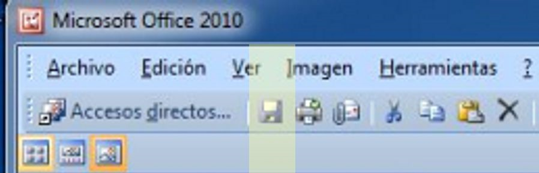 Microsoft Office 2010
Archivo Edición Ver Imagen Herramientas ?
Accesos directos...